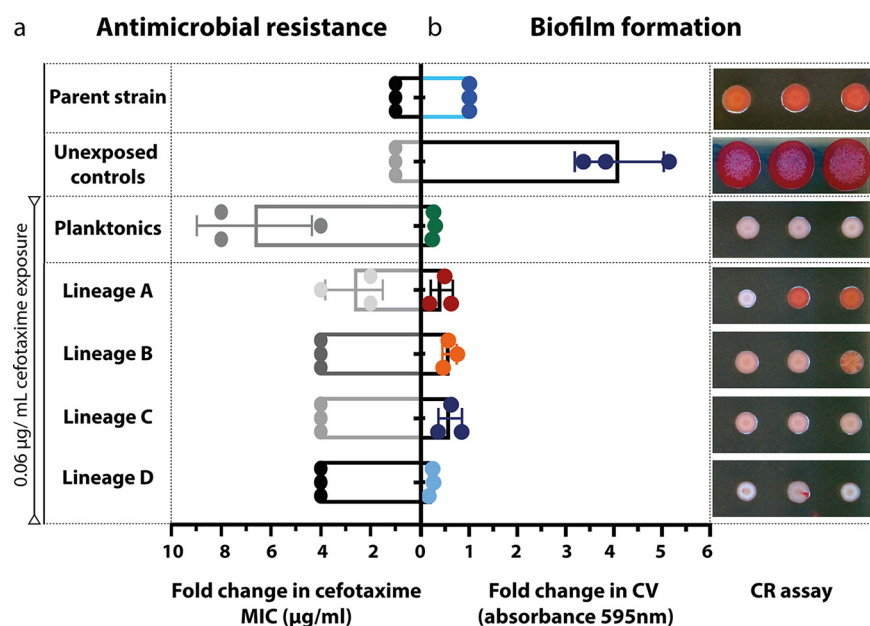 a Antimicrobial resistance b Biofilm formation
Parent strain
Unexposed
controls
Planktonics
Lineage A
Lineage B
Lineage C
Lineage D
0.06 µg/ mL cefotaxime exposure
10 8 6 4 2 0 1 2 3 4 5 6
Fold change in cefotaxime
MIC (µg/ml)
Fold change in CV
(absorbance 595nm)
CR assay